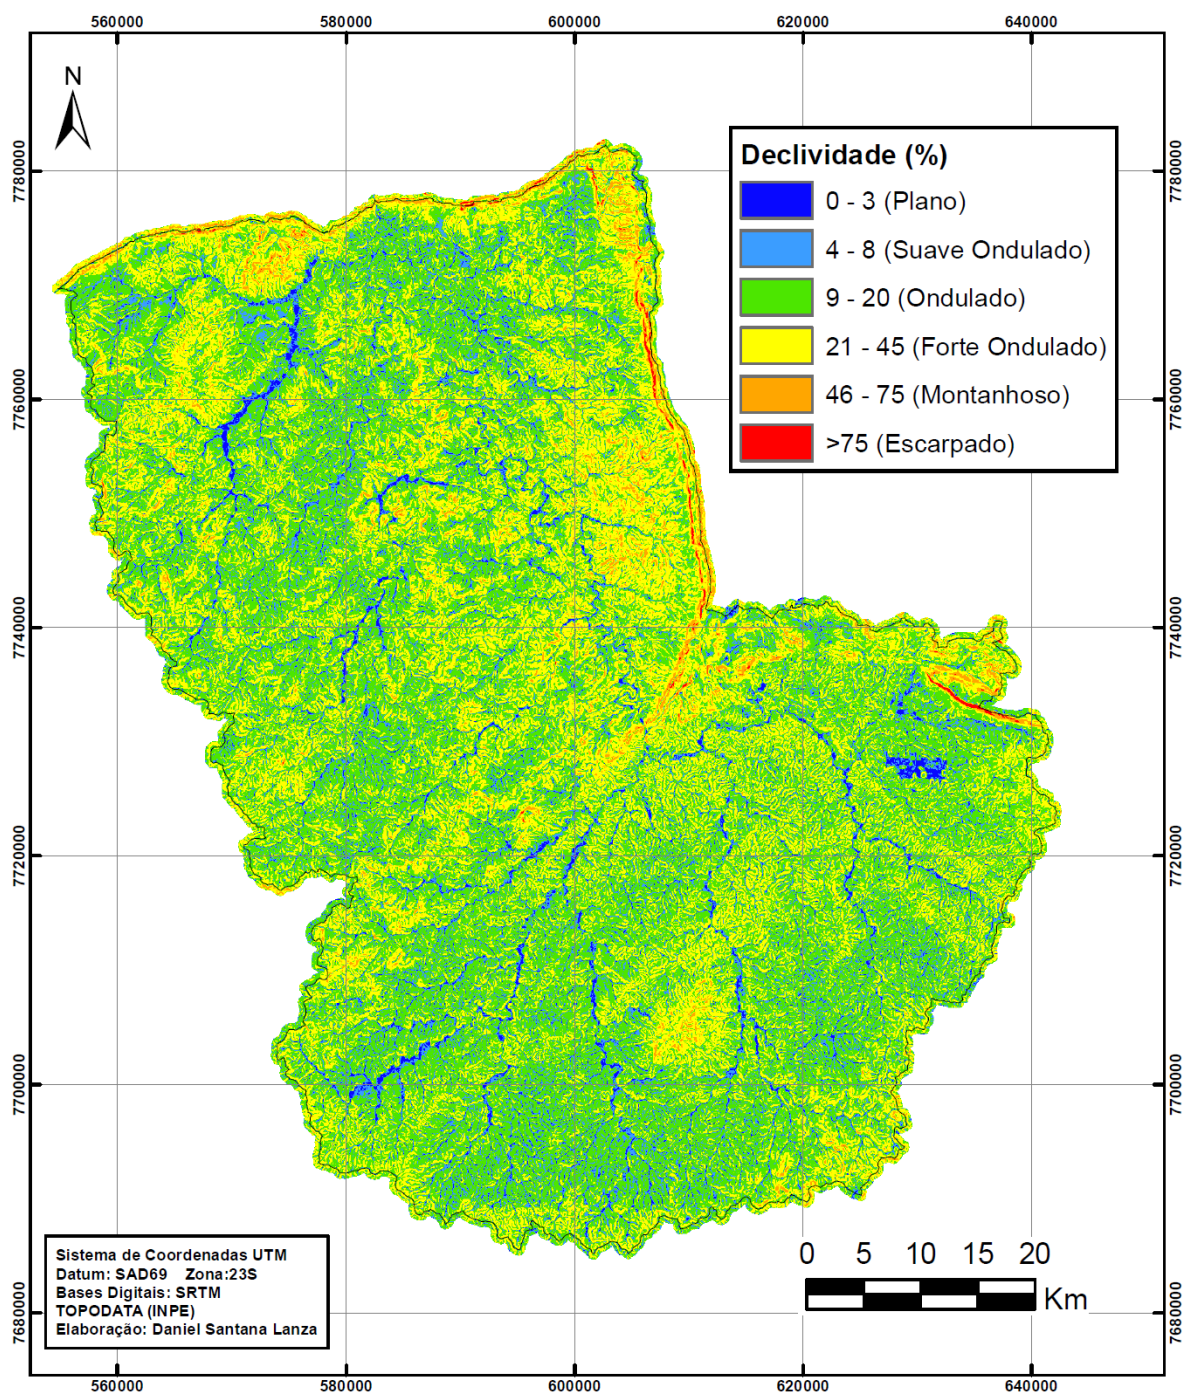 560000 580000 600000 620000 640000
N
Declividade (%)
0 - 3 (Plano)
4 - 8 (Suave Ondulado)
9 - 20 (Ondulado)
21 - 45 (Forte Ondulado)
46 - 75 (Montanhoso)
>75 (Escarpado)
7780000 7780000
7760000 7760000
7740000 7740000
7720000 7720000
7700000 7700000
7680000 7680000
Sistema de Coordenadas UTM
Datum: SAD69 Zona:23S
Bases Digitais: SRTM
TOPODATA (INPE)
Elaboração: Daniel Santana Lanza
0 5 10 15 20
Km
560000 580000 600000 620000 640000